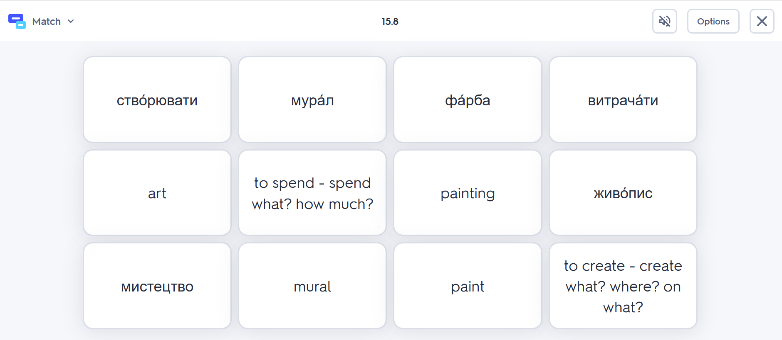 Match
15.8
Options
ство́рювати
мура́л
фа́рба
витрача́ти
art
to spend - spend
what? how much?
painting
живо́пис
мистецтво
mural
paint
to create - create
what? where? on
what?